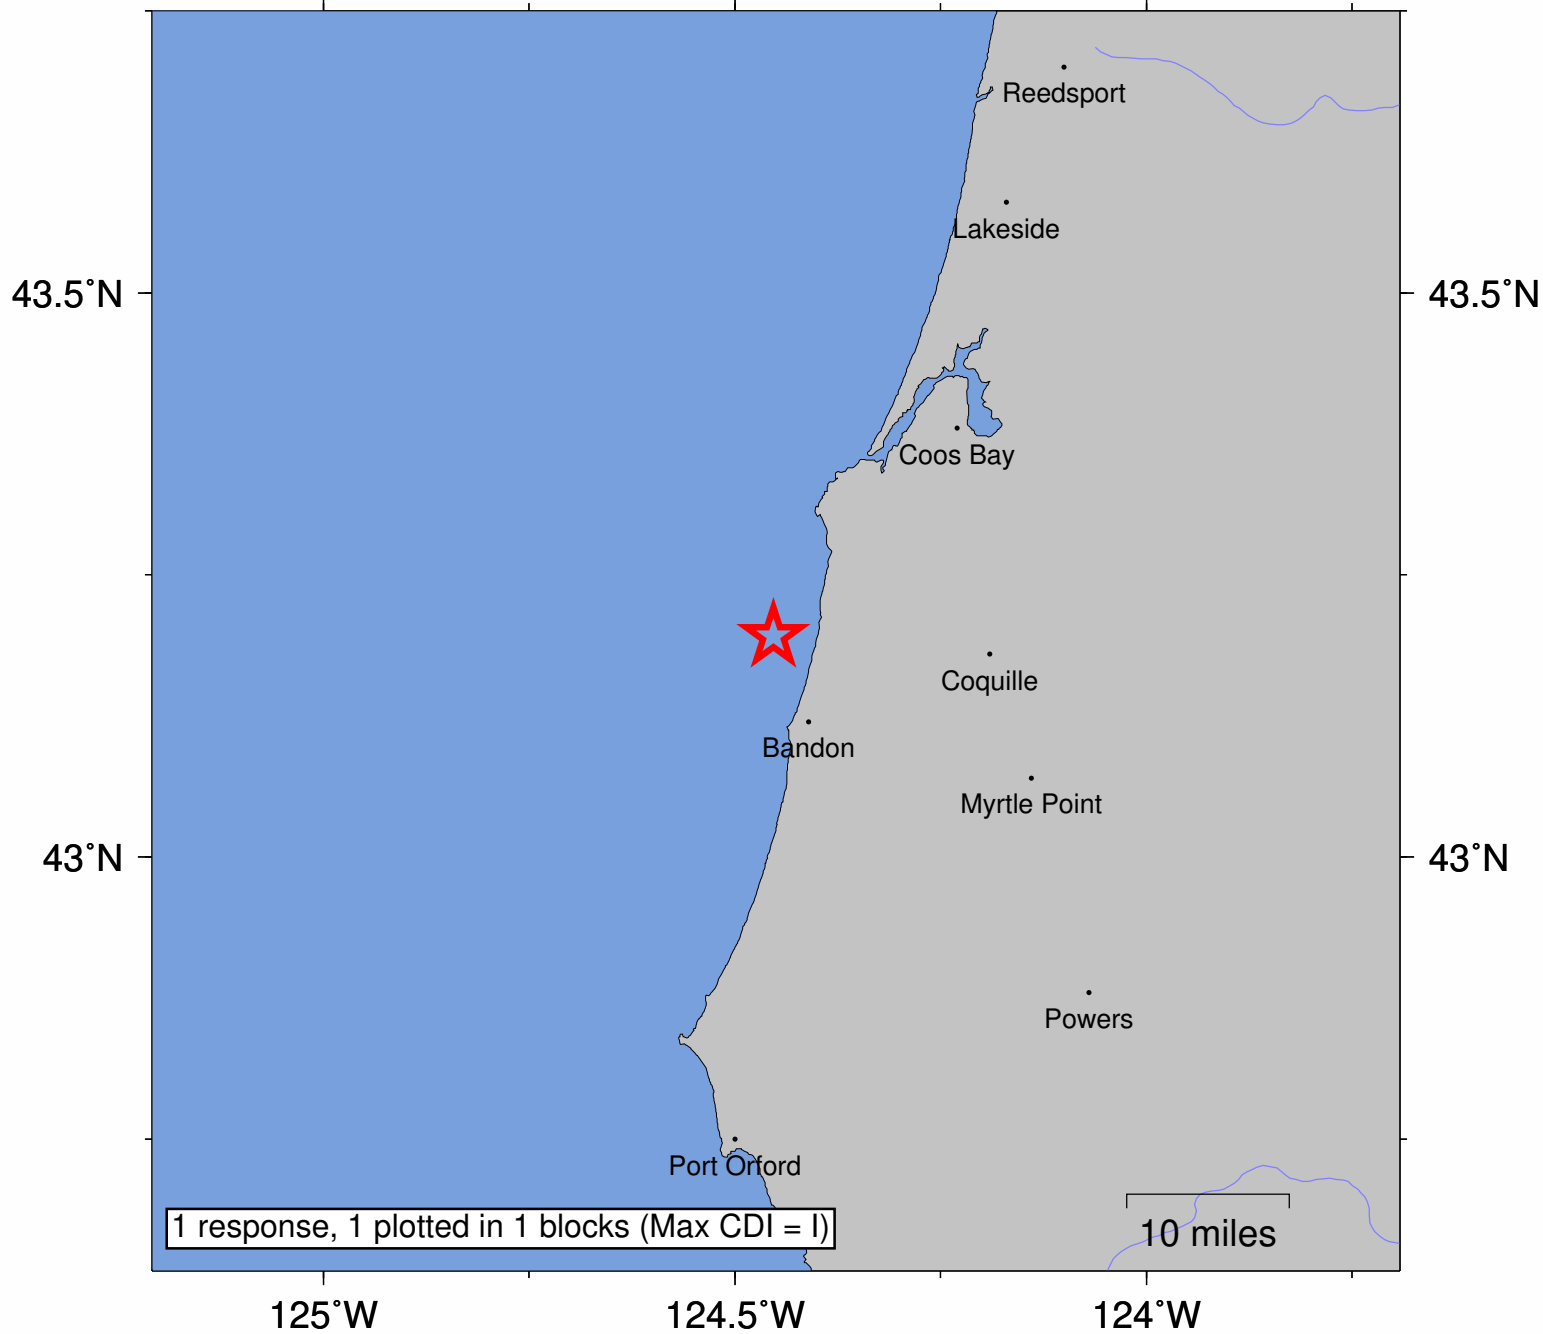 Reedsport
Lakeside
43.5°N
43.5°N
Coos Bay
Coquille
Bandon
Myrtle Point
43°N
43°N
Powers
Port Orford
1 response, 1 plotted in 1 blocks (Max CDI = I)
10 miles
125°W
124.5°W
124°W